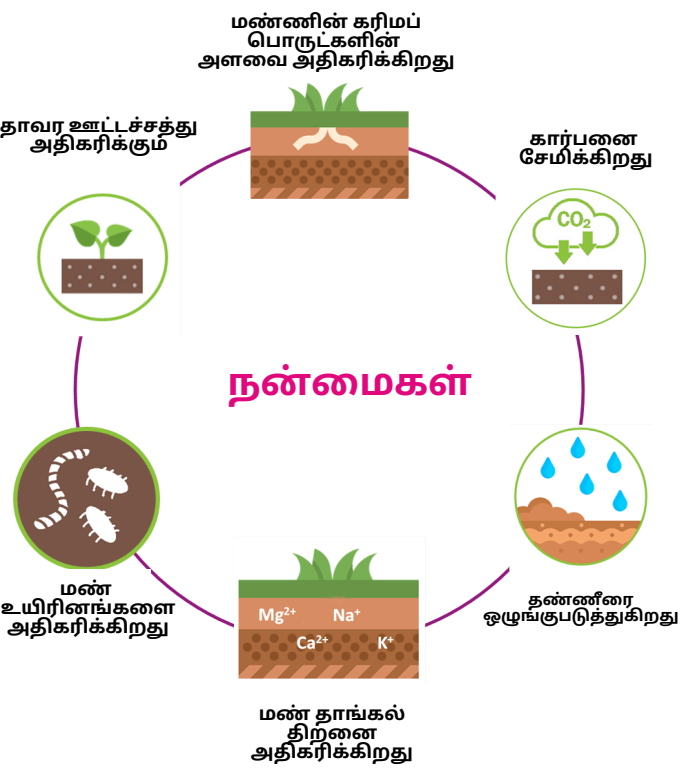 மண்ணின் கரிமப்
பொருட்களின்
அளவை அதிகரிக்கிறது
தாவர ஊட்டச்சத்து
அதிகரிக்கும்
கார்பனை
சேமிக்கிறது
CO₂
நன்மைகள்
மண்
உயிரினங்களை
அதிகரிக்கிறது
தண்ணீரை
ஒழுங்குபடுத்துகிறது
Mg²⁺ Na⁺
Ca²⁺ K⁺
மண் தாங்கல்
திறனை
அதிகரிக்கிறது